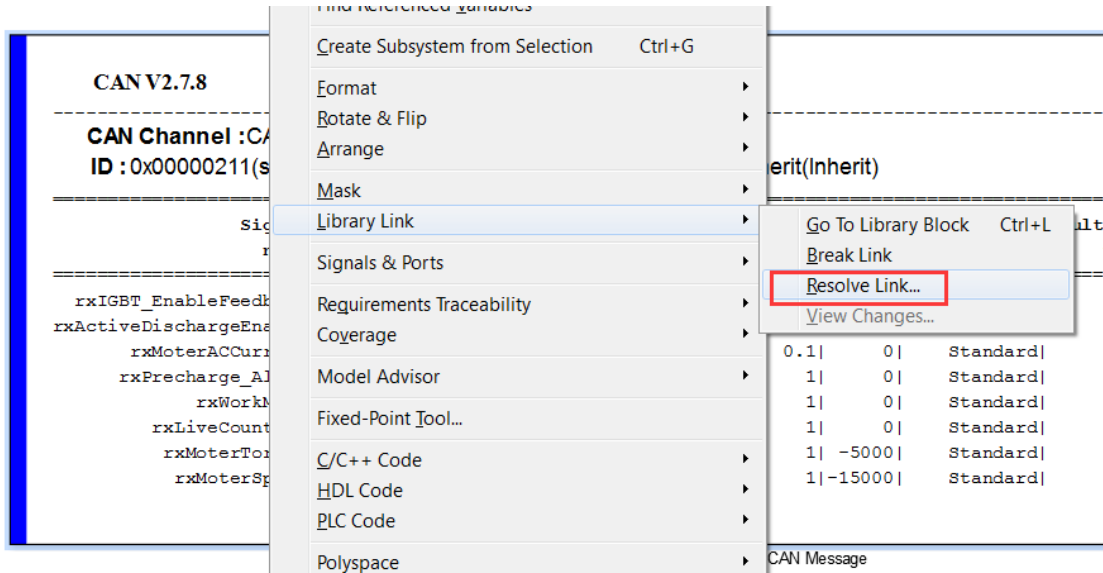 Find Referenced Variables
Create Subsystem from Selection Ctrl+G
CAN V2.7.8
Format
Rotate & Flip
CAN Channel :CA
Arrange
ID : 0x00000211(s
erit(Inherit)
Mask
Library Link
Sig
Go To Library Block Ctrl+L
ult
Break Link
Signals & Ports
Resolve Link...
rxIGBT_EnableFeedb
Requirements Traceability
View Changes...
rxActiveDischargeEna
Coverage
rxMoterACCurr
0.1| 0| Standard|
rxPrecharge_Al
Model Advisor
1| 0| Standard|
rxWorkM
1| 0| Standard|
Fixed-Point Tool...
rxLiveCount
1| 0| Standard|
rxMoterTor
C/C++ Code
1| -5000| Standard|
rxMoterSp
HDL Code
1|-15000| Standard|
PLC Code
Polyspace
CAN Message